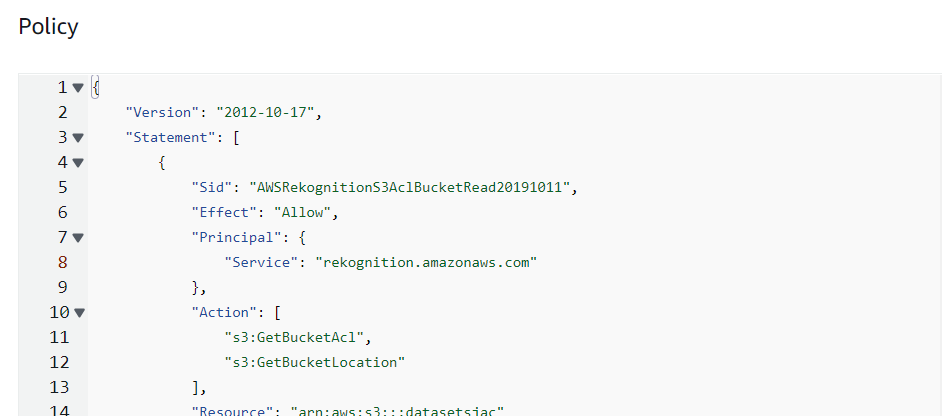 Policy
1 {
2 "Version": "2012-10-17",
3 "Statement": [
4 {
5 "Sid": "AWSRekognitionS3AclBucketRead20191011",
6 "Effect": "Allow",
7 "Principal": {
8 "Service": "rekognition.amazonaws.com"
9 },
10 "Action": [
11 "s3:GetBucketAcl",
12 "s3:GetBucketLocation"
13 ],
14 "Resource": "arn:aws:s3:::datasetsjac"